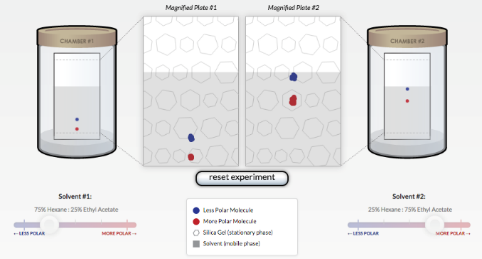 Magnified Plate #1
Magnified Plate #2
CHAMBER #1
CHAMBER #2
reset experiment
Solvent #1:
75% Hexane : 25% Ethyl Acetate
← LESS POLAR
MORE POLAR →
Less Polar Molecule
More Polar Molecule
Silica Gel (stationary phase)
Solvent (mobile phase)
Solvent #2:
25% Hexane : 75% Ethyl Acetate
← LESS POLAR
MORE POLAR →